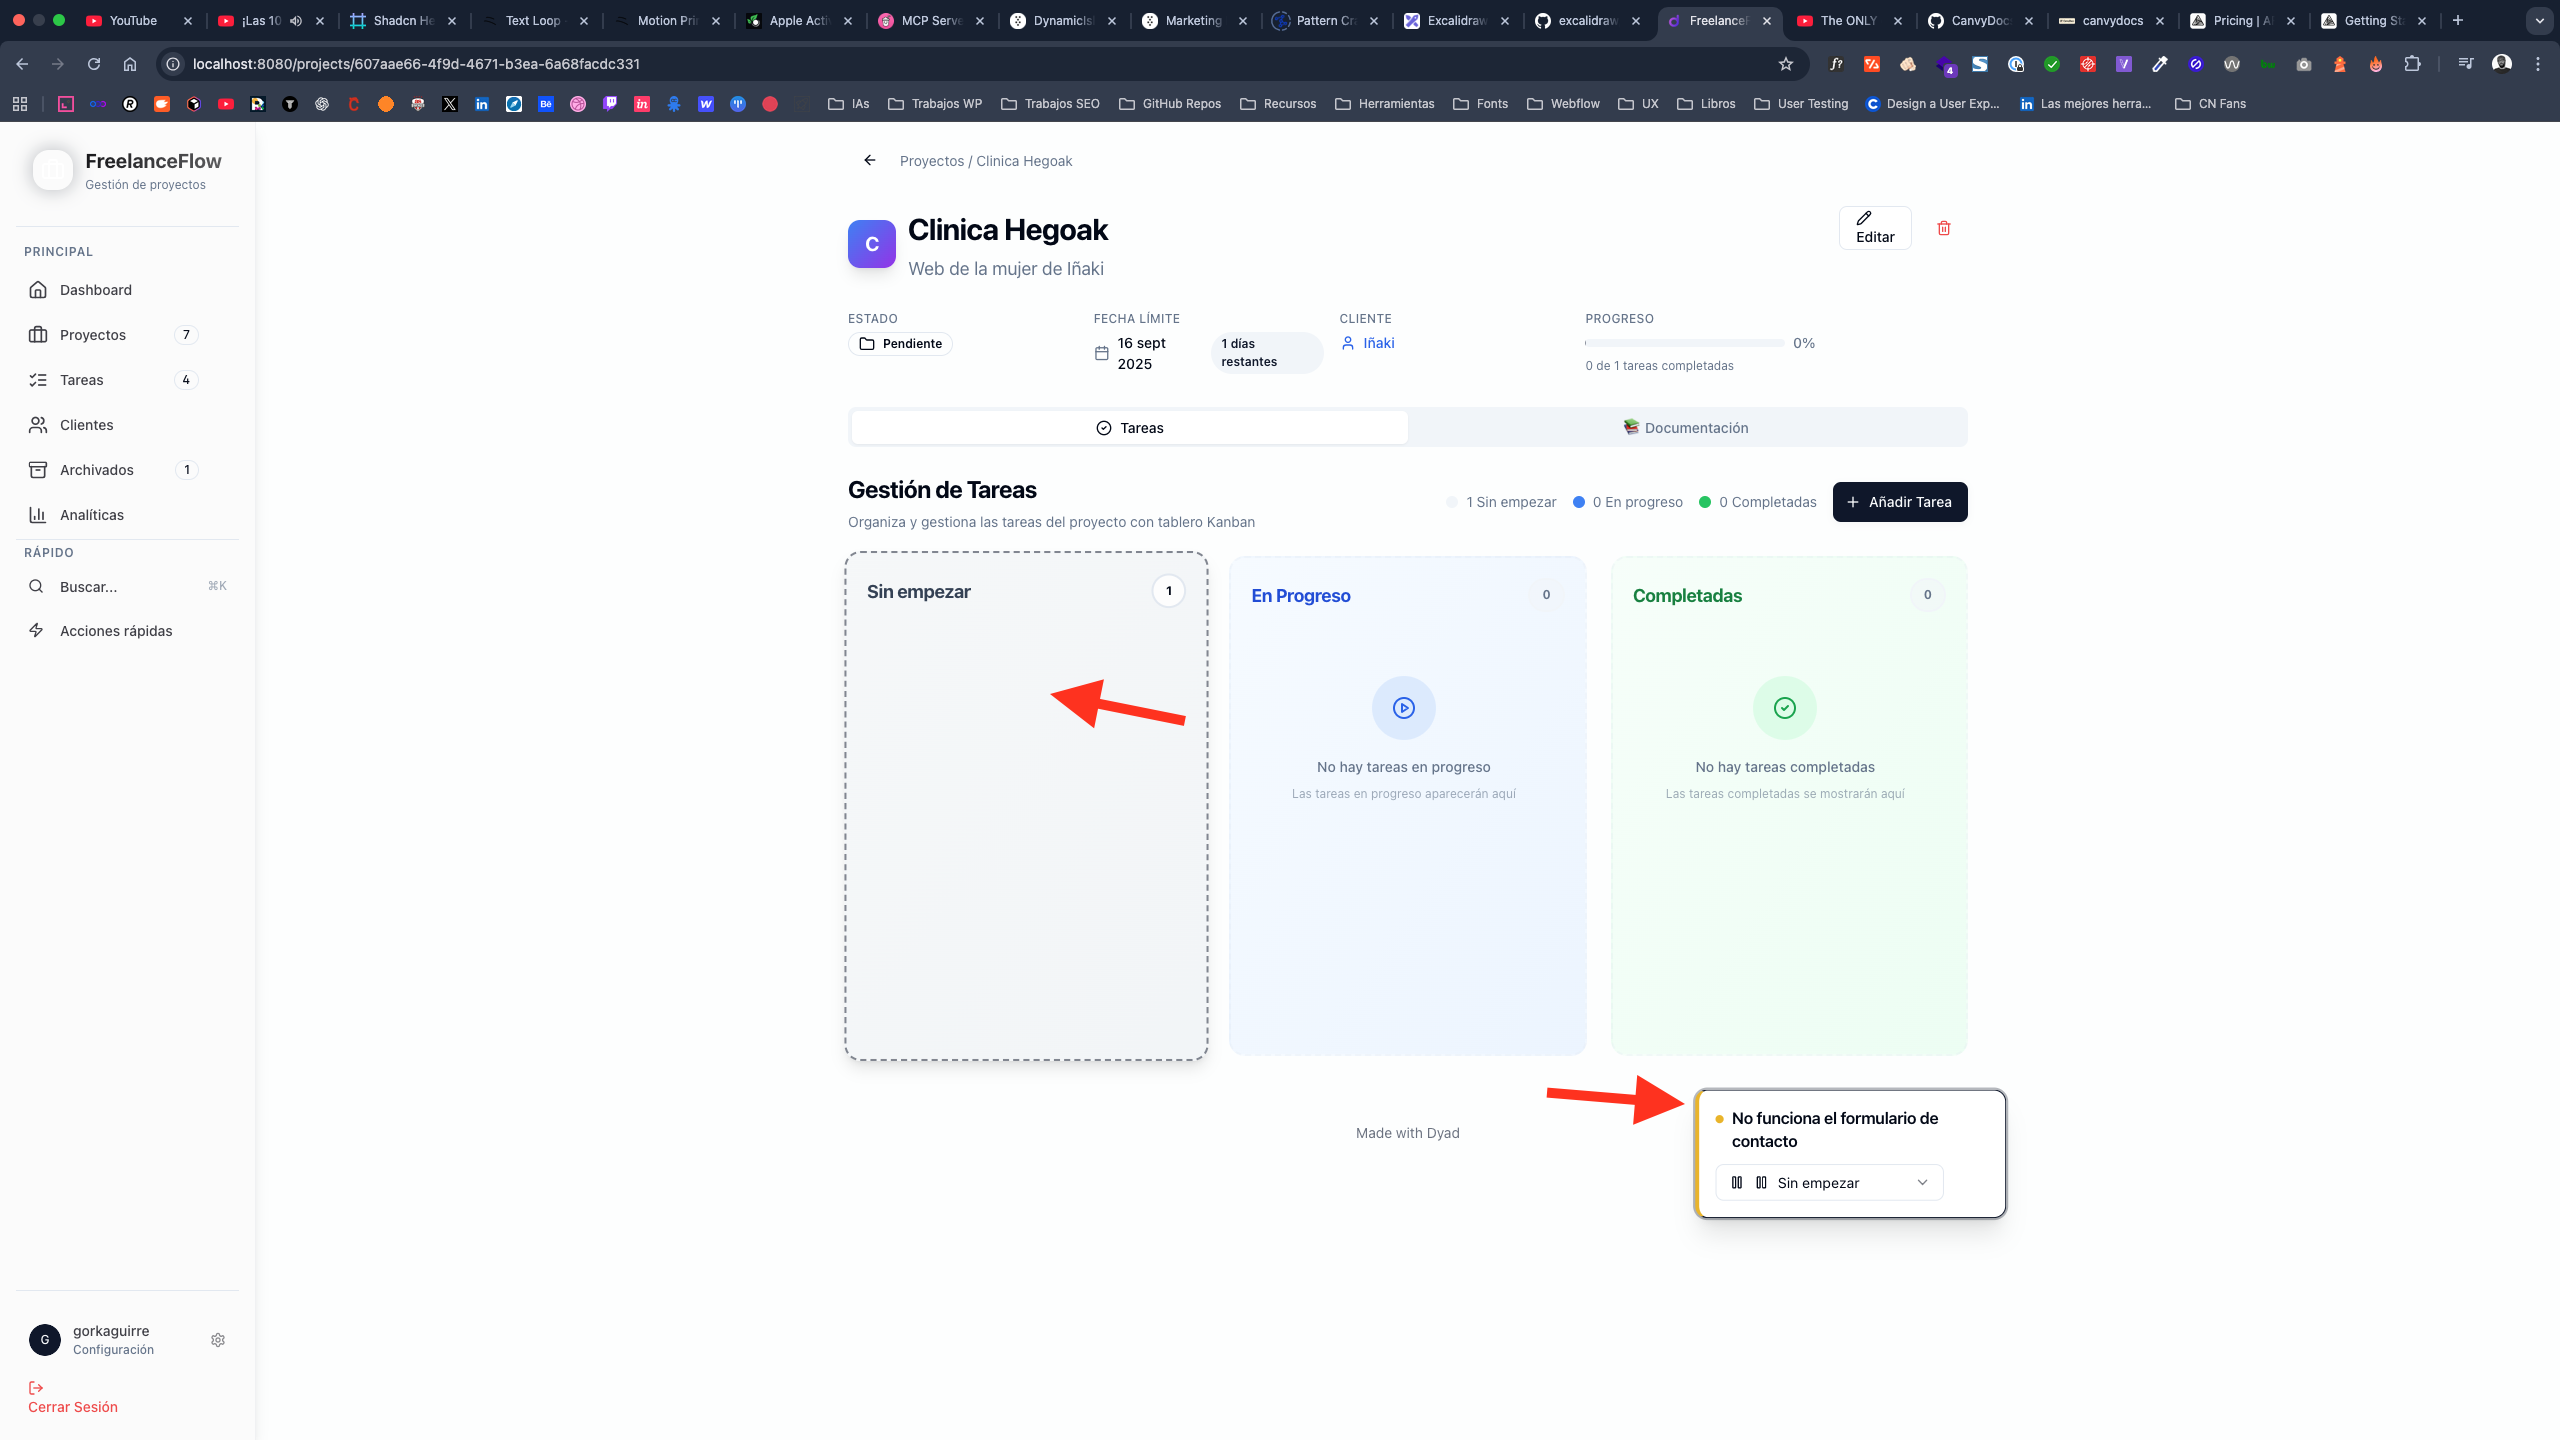 YouTube
¡Las 10
Shadcn He
Text Loop
Motion Pri
Apple Acti
MCP Serve
DynamicIsl
Marketing
Pattern Cra
Excalidraw
excalidraw
FreelanceF
The ONLY
CanvyDoc
canvydocs
Pricing | A
Getting Sta
localhost:8080/projects/607aae66-4f9d-4671-b3ea-6a68facdc331
IAs
Trabajos WP
Trabajos SEO
GitHub Repos
Recursos
Herramientas
Fonts
Webflow
UX
Libros
User Testing
Design a User Exp...
Las mejores herra...
CN Fans
FreelanceFlow
Gestión de proyectos
PRINCIPAL
Dashboard
Proyectos 7
Tareas 4
Clientes
Archivados 1
Analíticas
RÁPIDO
Buscar... ⌘K
Acciones rápidas
gorkaguirre
G
Configuración
Cerrar Sesión
Proyectos / Clinica Hegoak
C
Clinica Hegoak
Web de la mujer de Iñaki
Editar
ESTADO
Pendiente
FECHA LÍMITE
16 sept
2025
1 días
restantes
CLIENTE
Iñaki
PROGRESO
0%
0 de 1 tareas completadas
Tareas
Documentación
Gestión de Tareas
Organiza y gestiona las tareas del proyecto con tablero Kanban
1 Sin empezar
0 En progreso
0 Completadas
Añadir Tarea
Sin empezar 1
En Progreso 0
No hay tareas en progreso
Las tareas en progreso aparecerán aquí
Completadas 0
No hay tareas completadas
Las tareas completadas se mostrarán aquí
Made with Dyad
No funciona el formulario de
contacto
Sin empezar